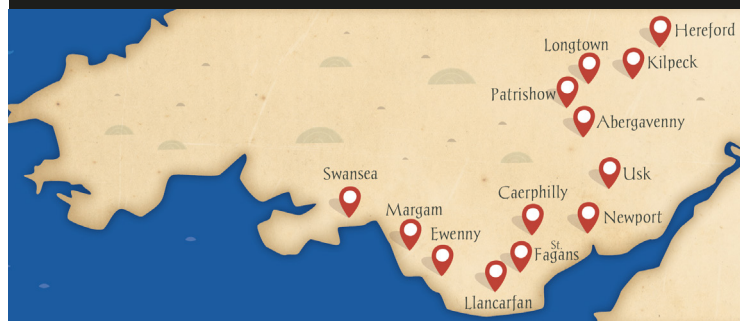 Hereford
Longtown
Kilpeck
Patrishow
Abergavenny
Usk
Swansea
Caerphilly
Margam
Newport
Ewenny
St.
Fagans
Llancarfan